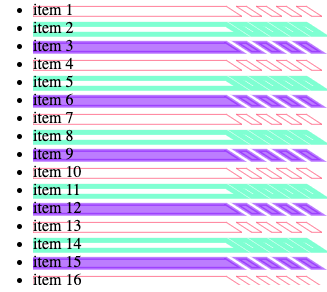 item 1
item 2
item 3
item 4
item 5
item 6
item 7
item 8
item 9
item 10
item 11
item 12
item 13
item 14
item 15
item 16